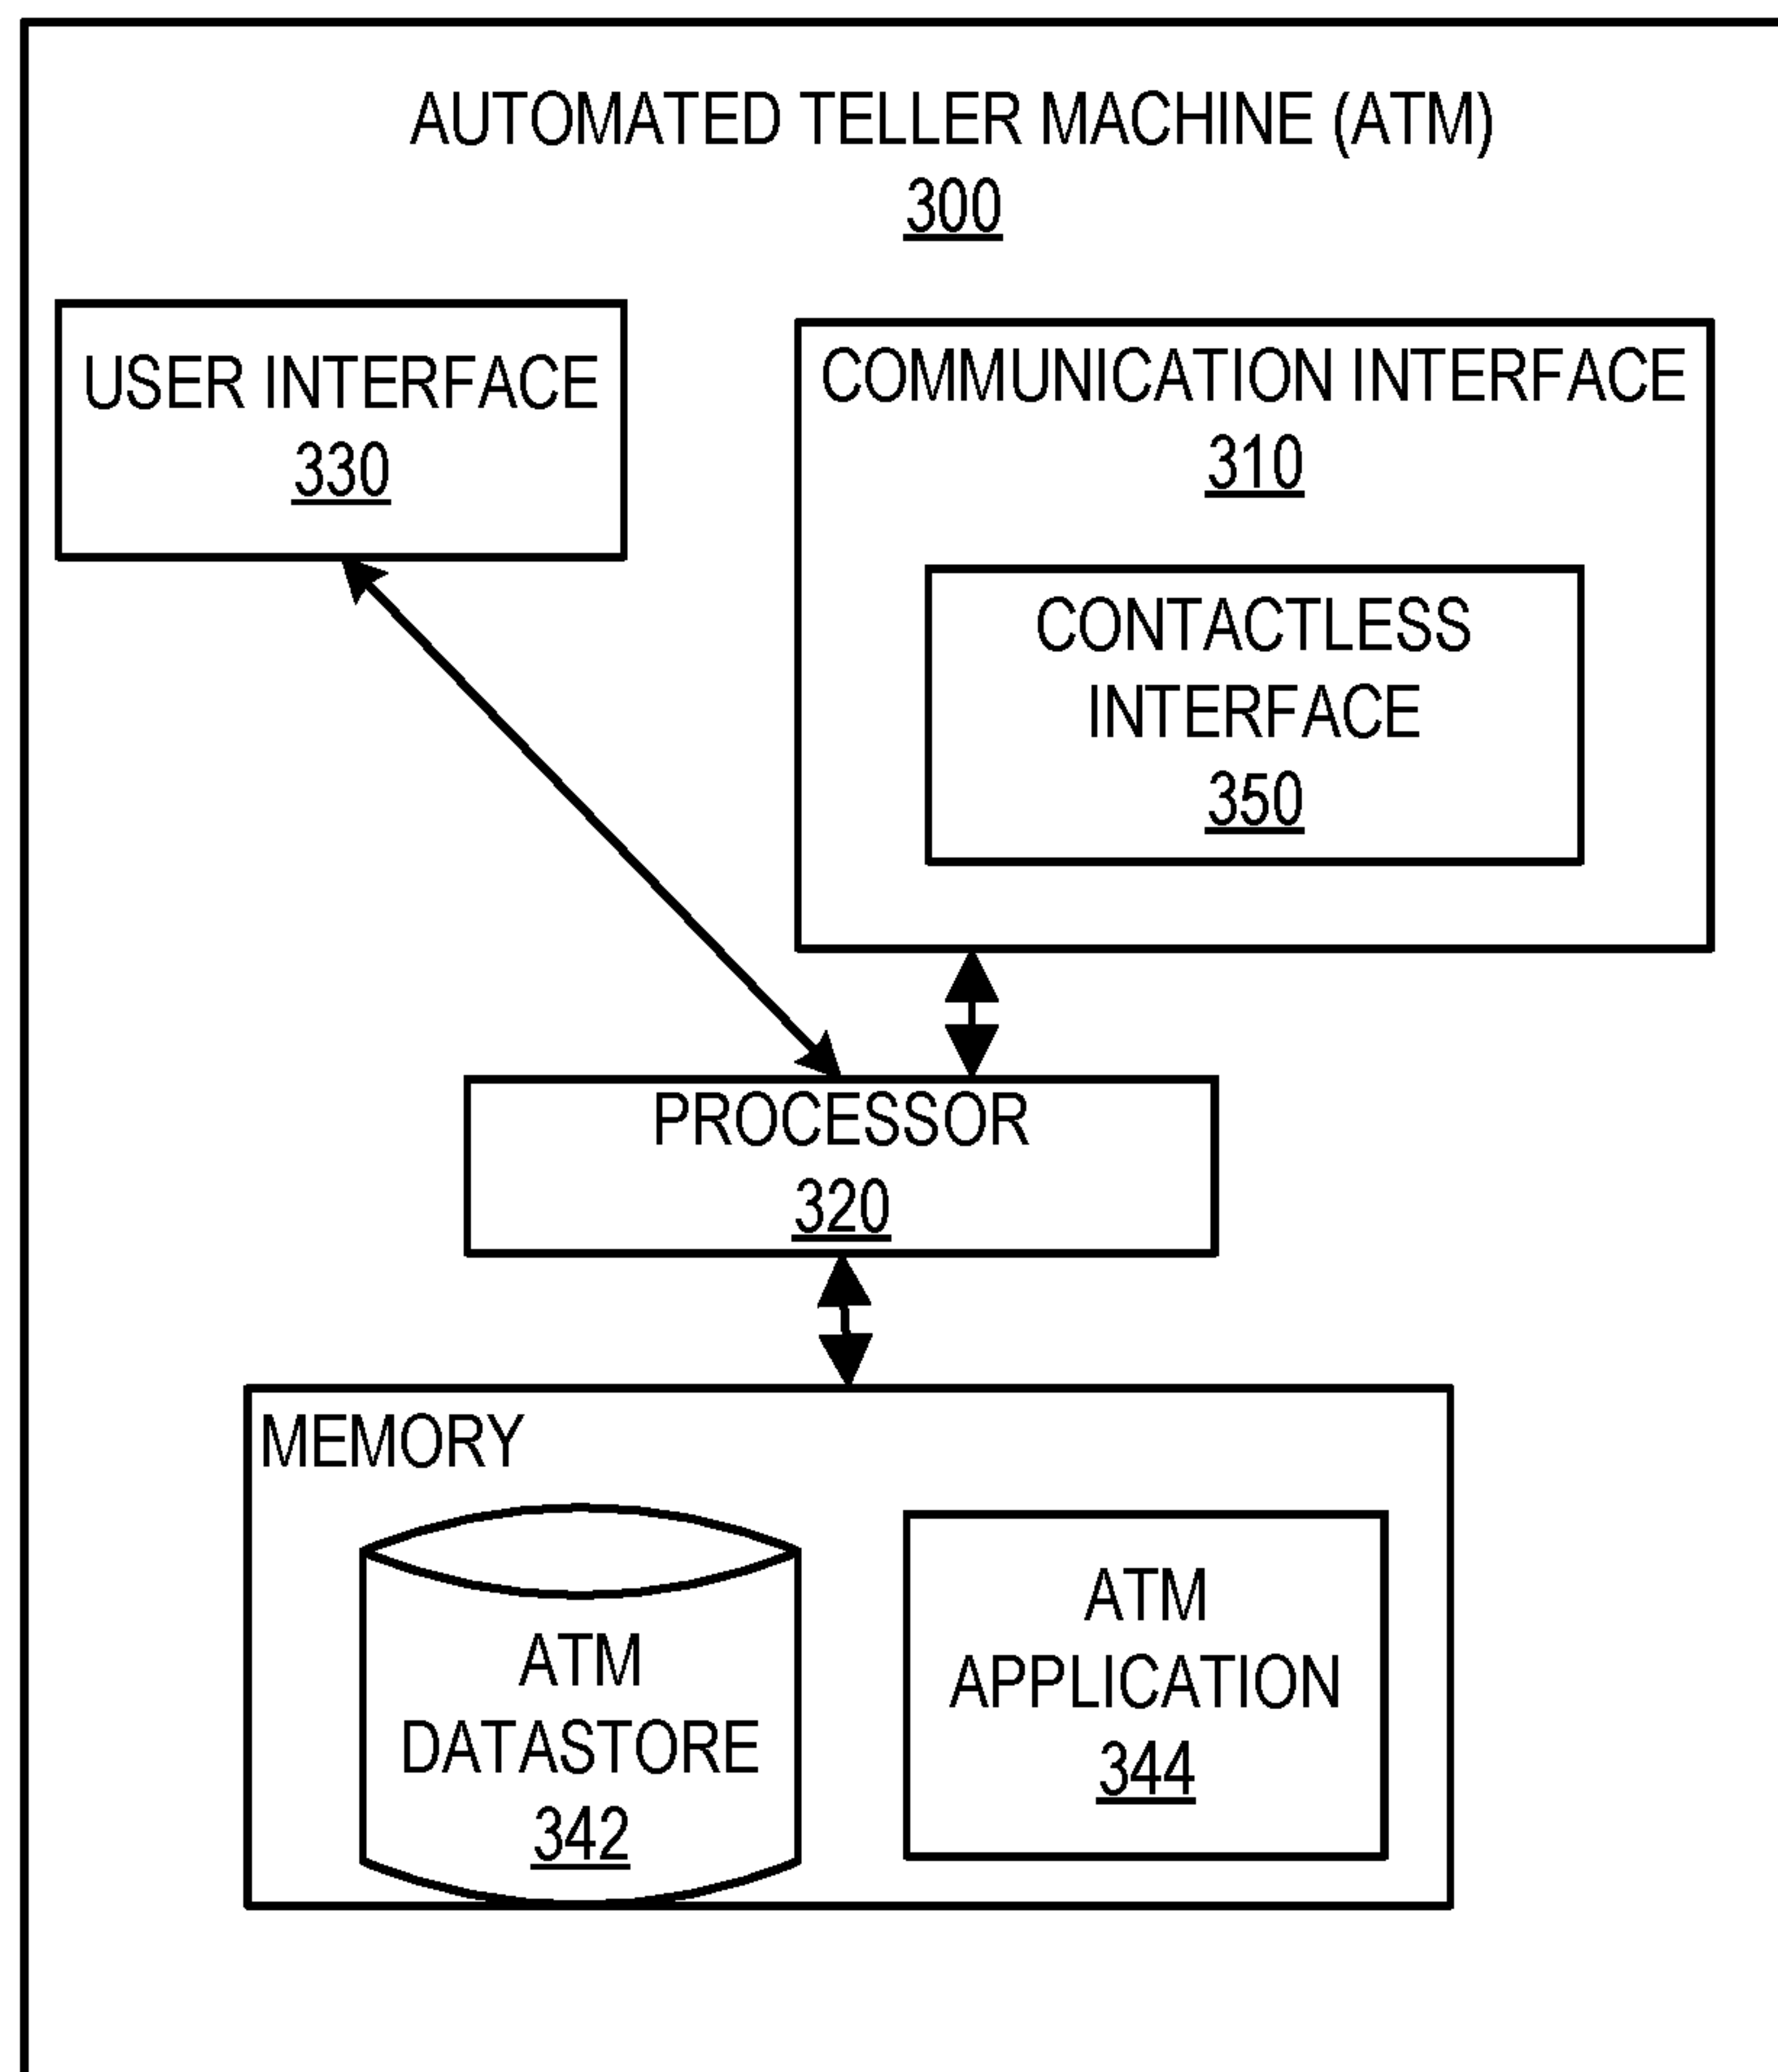 AUTOMATED TELLER MACHINE (ATM)
300
USER INTERFACE
330
COMMUNICATION INTERFACE
310
CONTACTLESS
INTERFACE
350
PROCESSOR
320
MEMORY
ATM
DATASTORE
342
ATM
APPLICATION
344